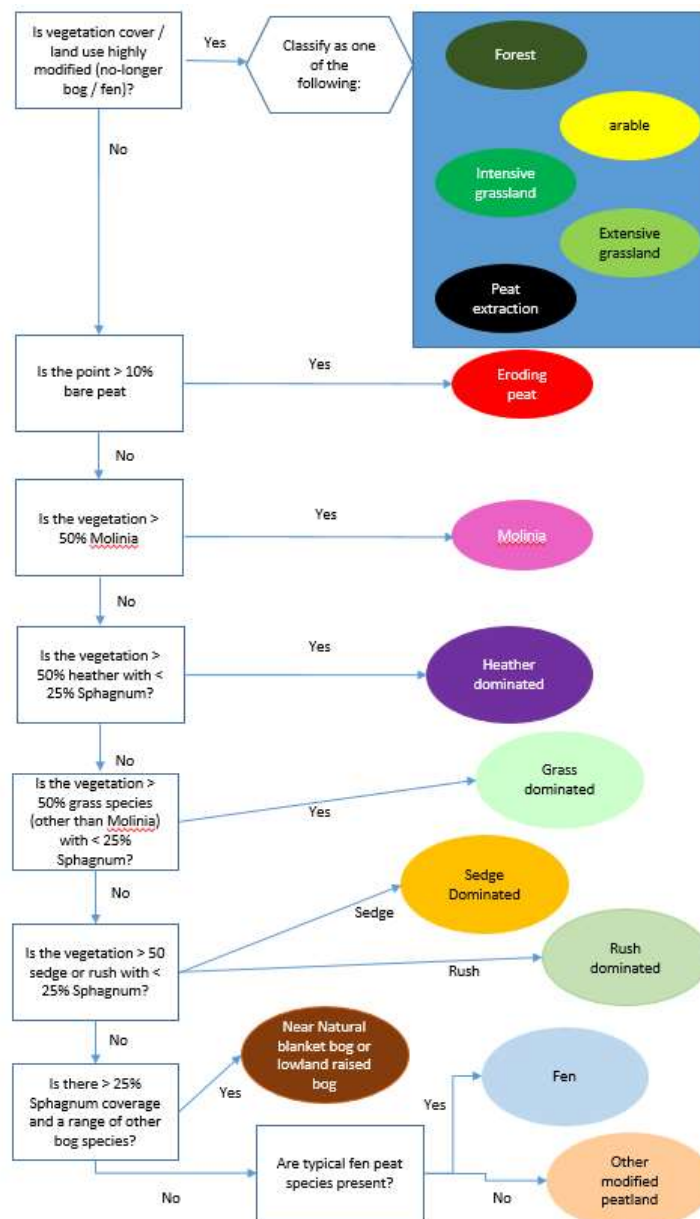 Is vegetation cover /
land use highly
modified (no-longer
bog / fen)?
Yes
Classify as one
of the
following:
Forest
arable
Intensive
grassland
Extensive
grassland
Peat
extraction
No
Is the point > 10%
bare peat
Yes
Eroding
peat
No
Is the vegetation >
50% Molinia
Yes
Molinia
No
Is the vegetation >
50% heather with <
25% Sphagnum?
Yes
Heather
dominated
No
Is the vegetation >
50% grass species
(other than Molinia)
with < 25%
Sphagnum?
Yes
Grass
dominated
No
Is the vegetation > 50
sedge or rush with <
25% Sphagnum?
Sedge
Sedge
Dominated
Rush
Rush
dominated
No
Is there > 25%
Sphagnum coverage
and a range of other
bog species?
Yes
Near Natural
blanket bog or
lowland raised
bog
No
Are typical fen peat
species present?
Yes
Fen
No
Other
modified
peatland